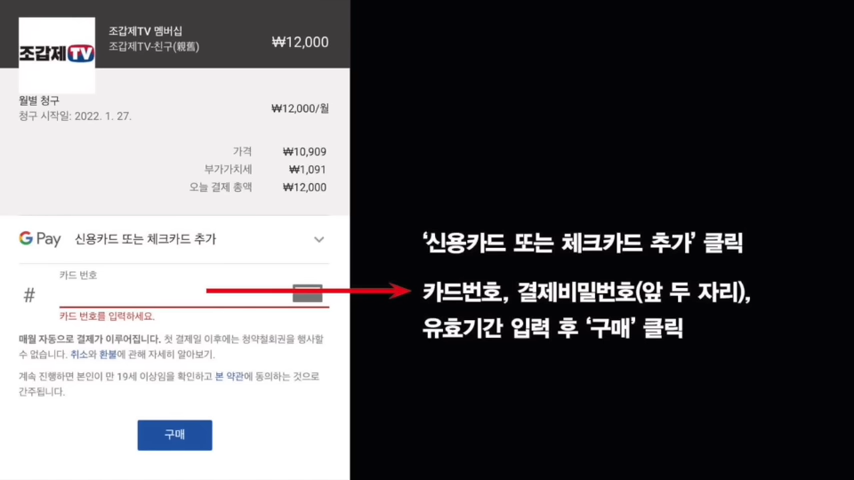 조갑제TV
조갑제TV 멤버십
조갑제TV-친구(親舊)
₩12,000
월별 청구
청구 시작일: 2022. 1. 27.
₩12,000/월
가격 ₩10,909
부가가치세 ₩1,091
오늘 결제 총액 ₩12,000
G Pay 신용카드 또는 체크카드 추가
카드 번호
#
카드 번호를 입력하세요.
매월 자동으로 결제가 이루어집니다. 첫 결제일 이후에는 청약철회권을 행사할
수 없습니다. 취소와 환불에 관해 자세히 알아보기.
계속 진행하면 본인이 만 19세 이상임을 확인하고 본 약관에 동의하는 것으로
간주됩니다.
구매
‘신용카드 또는 체크카드 추가’ 클릭
카드번호, 결제비밀번호(앞 두 자리),
유효기간 입력 후 ‘구매’ 클릭